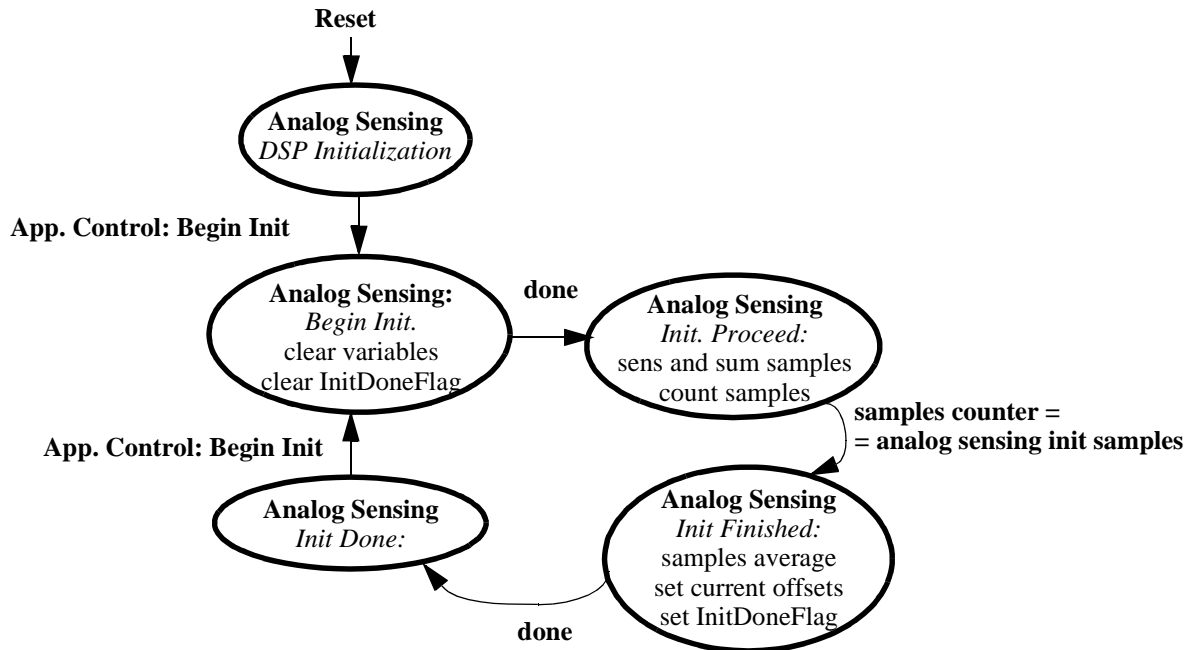 Reset
Analog Sensing
DSP Initialization
App. Control: Begin Init
Analog Sensing:
Begin Init.
clear variables
clear InitDoneFlag
done
Analog Sensing
Init. Proceed:
sens and sum samples
count samples
samples counter =
= analog sensing init samples
App. Control: Begin Init
Analog Sensing
Init Done:
Analog Sensing
Init Finished:
samples average
set current offsets
set InitDoneFlag
done